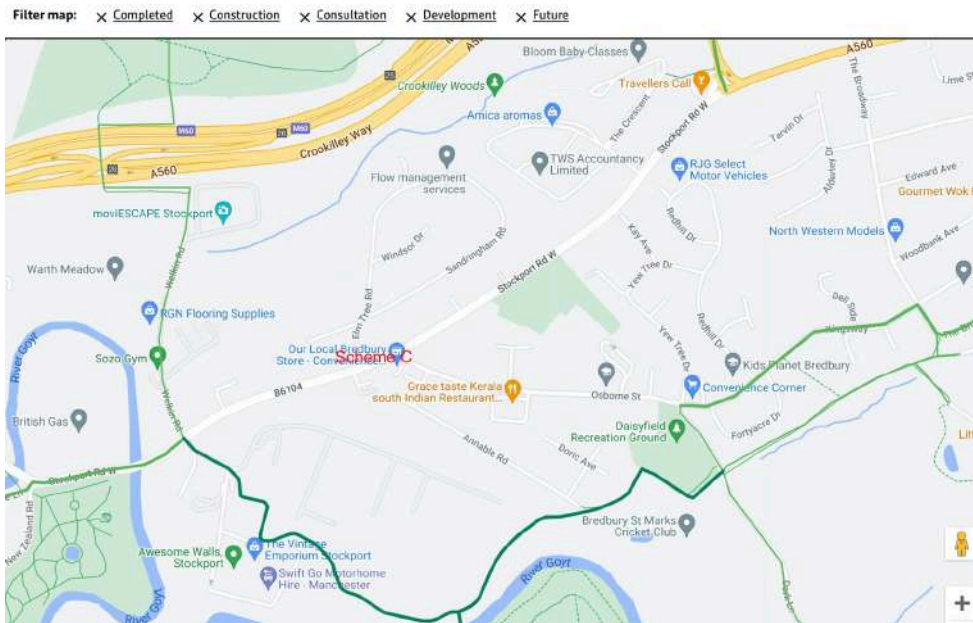 Filter map: × Completed × Construction × Consultation × Development × Future
Bloom Baby-Classes
A560
Crookilley Woods
Travellers Call
The Broadway
Lime S
M60
M60
Amica aromas
The Crescent
Stockport Rd W
Tarvin Dr
Crookilley Way
A560
Flow management
services
TWS Accountancy
Limited
RJG Select
Motor Vehicles
Edward Ave
Gourmet Wok
moviESCAPE Stockport
Redhill Dr
North Western Models
Windsor Dr
Sandringham Rd
Kay Ave
Woodbank Ave
Warth Meadow
Welkin Rd
Stockport Rd W
Yew Tree Dr
Dell Side
RGN Flooring Supplies
Elm Tree Rd
Redhill Dr
Kingsway
River Goyt
Sozo Gym
Our Local Bredbury
Store - Convenience...
Scheme C
Yew Tree Dr
Kids Planet Bredbury
B6104
Grace taste Kerala
south Indian Restaurant...
Osborne St
Convenience Corner
British Gas
Welkin Rd
Daisyfield
Recreation Ground
Fortyacre Dr
Annable Rd
Doric Ave
Stockport Rd W
New Zealand Rd
Bredbury St Marks
Cricket Club
Awesome Walls
Stockport
The Vintage
Emporium Stockport
Swift Go Motorhome
Hire - Manchester
River Goyt
River Goyt